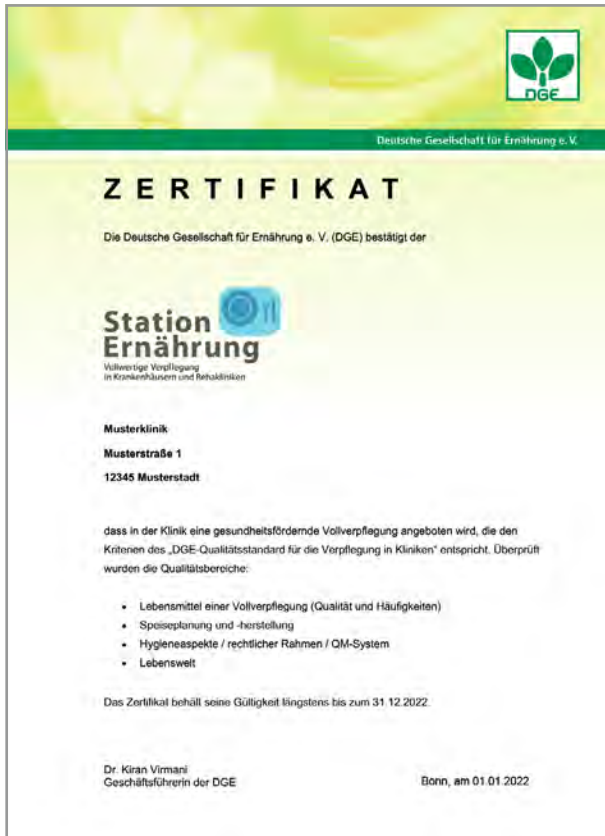 DGE
Deutsche Gesellschaft für Ernährung e. V.
ZERTIFIKAT
Die Deutsche Gesellschaft für Ernährung e. V. (DGE) bestätigt der
Station
Ernährung
Vollwertige Verpflegung
in Krankenhäusern und Rehakliniken
Musterklinik
Musterstraße 1
12345 Musterstadt
dass in der Klinik eine gesundheitsfördernde Vollverpflegung angeboten wird, die den
Kriterien des „DGE-Qualitätsstandard für die Verpflegung in Kliniken“ entspricht. Überprüft
wurden die Qualitätsbereiche:
• Lebensmittel einer Vollverpflegung (Qualität und Häufigkeiten)
• Speiseplanung und -herstellung
• Hygieneaspekte / rechtlicher Rahmen / QM-System
• Lebenswelt
Das Zertifikat behält seine Gültigkeit längstens bis zum 31.12.2022.
Dr. Kiran Virmani
Geschäftsführerin der DGE
Bonn, am 01.01.2022